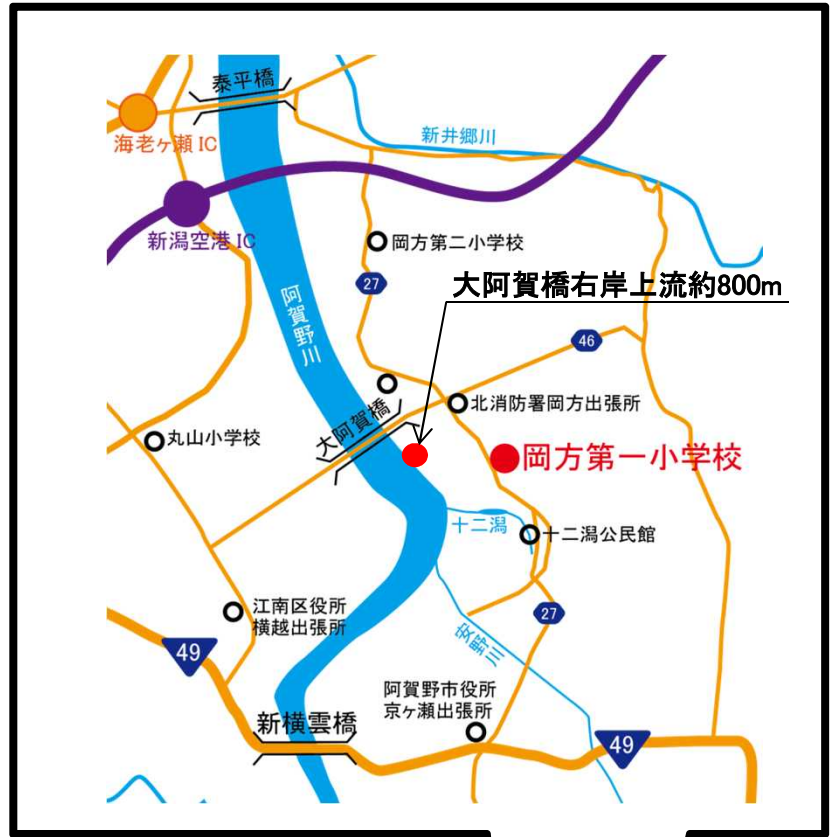 泰平橋
海老ヶ瀬 IC
新井郷川
新潟空港 IC
岡方第二小学校
27
大阿賀橋右岸上流約800m
阿賀野川
46
北消防署岡方出張所
大阿賀橋
丸山小学校
岡方第一小学校
十二潟
十二潟公民館
江南区役所
横越出張所
27
安野川
49
阿賀野市役所
京ヶ瀬出張所
新横雲橋
49